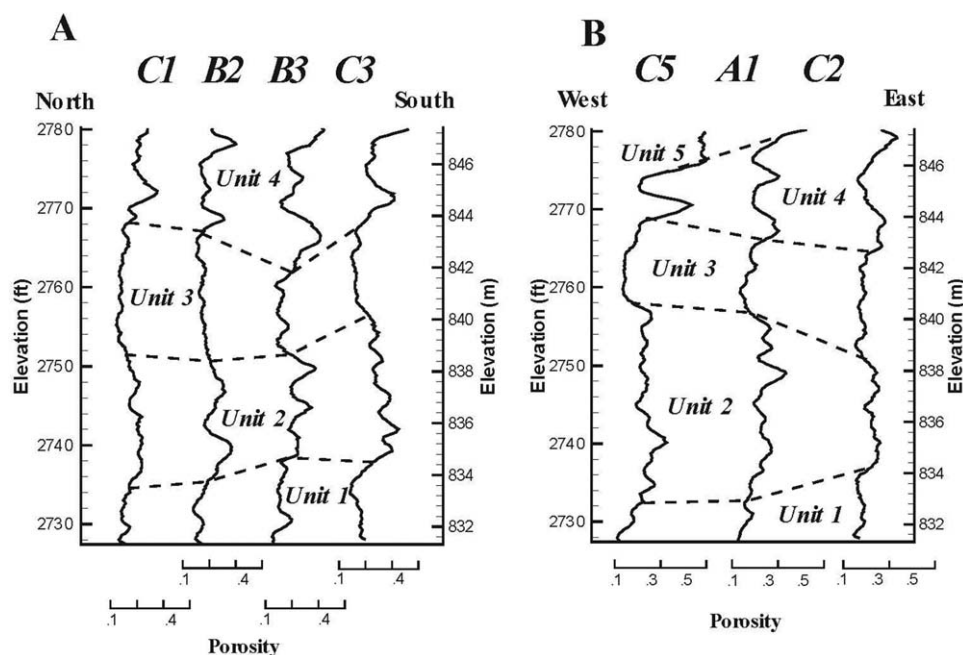 A
C1 B2 B3 C3
North South
2780
2770
2760
2750
2740
2730
Elevation (ft)
846
844
842
840
838
836
834
832
Elevation (m)
Unit 4
Unit 3
Unit 2
Unit 1
.1 .4 .1 .4
.1 .4 .1 .4
Porosity
B
C5 A1 C2
West East
2780
2770
2760
2750
2740
2730
Elevation (ft)
846
844
842
840
838
836
834
832
Elevation (m)
Unit 5
Unit 4
Unit 3
Unit 2
Unit 1
.1 .3 .5 .1 .3 .5 .1 .3 .5
Porosity